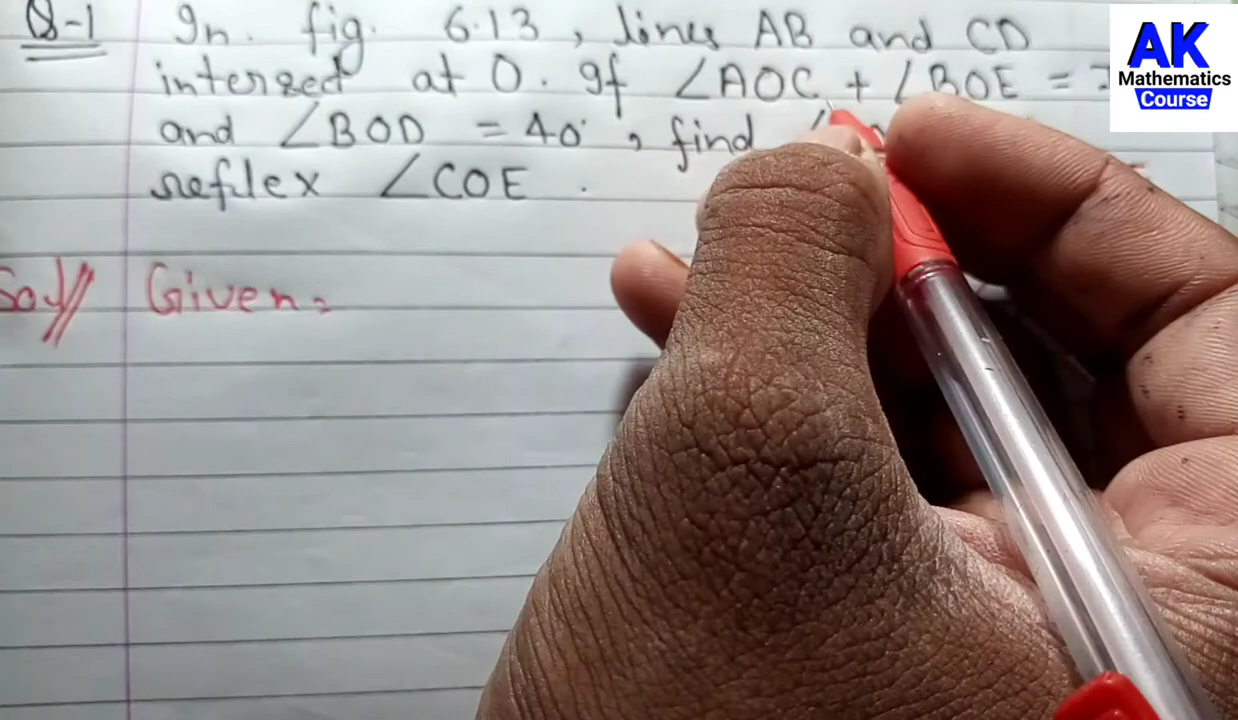 Q-1 In. fig. 6.13, lines AB and CD
intersect at O. If ∠AOC + ∠BOE =
and ∠BOD = 40°, find
reflex ∠COE.
Sol// Given:
AK
Mathematics
Course